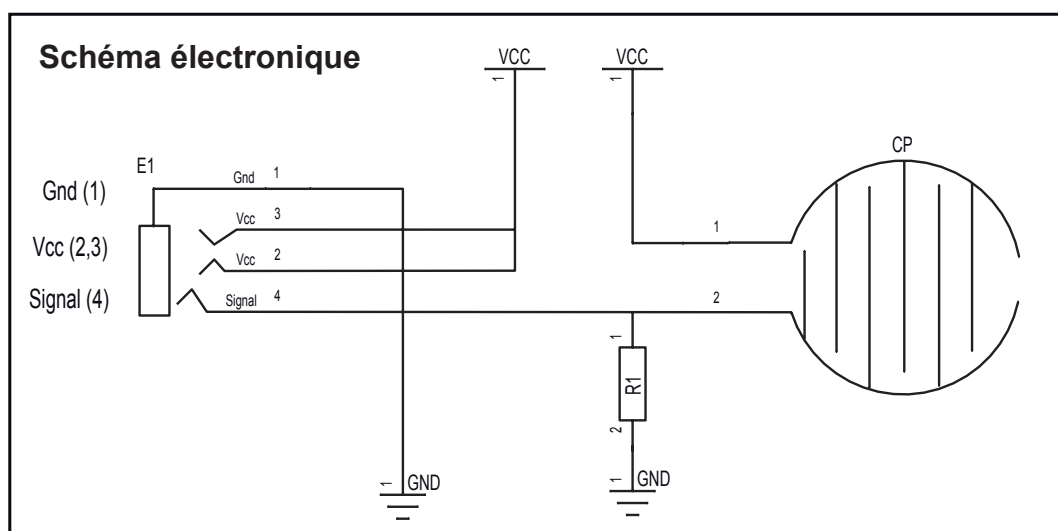 Schéma électronique
VCC
1
VCC
1
CP
E1
Gnd (1)
Gnd 1
Vcc 3
Vcc (2,3)
Vcc 2
1
Signal (4)
Signal 4
2
1
R1
2
1 GND
1 GND